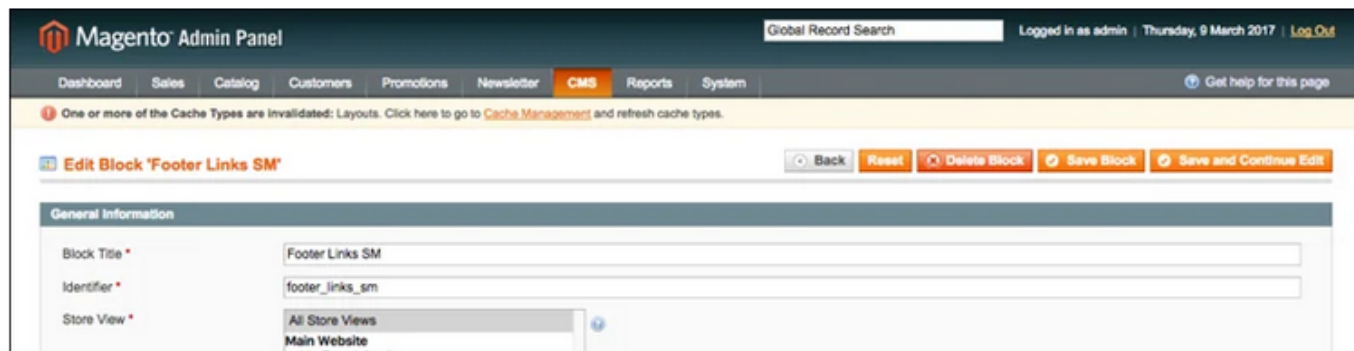 Magento Admin Panel
Global Record Search
Logged in as admin | Thursday, 9 March 2017 | Log Out
Dashboard Sales Catalog Customers Promotions Newsletter CMS Reports System
Get help for this page
One or more of the Cache Types are invalidated: Layouts. Click here to go to Cache Management and refresh cache types.
Edit Block 'Footer Links SM'
Back Reset Delete Block Save Block Save and Continue Edit
General Information
Block Title * Footer Links SM
Identifier * footer_links_sm
Store View * All Store Views
Main Website